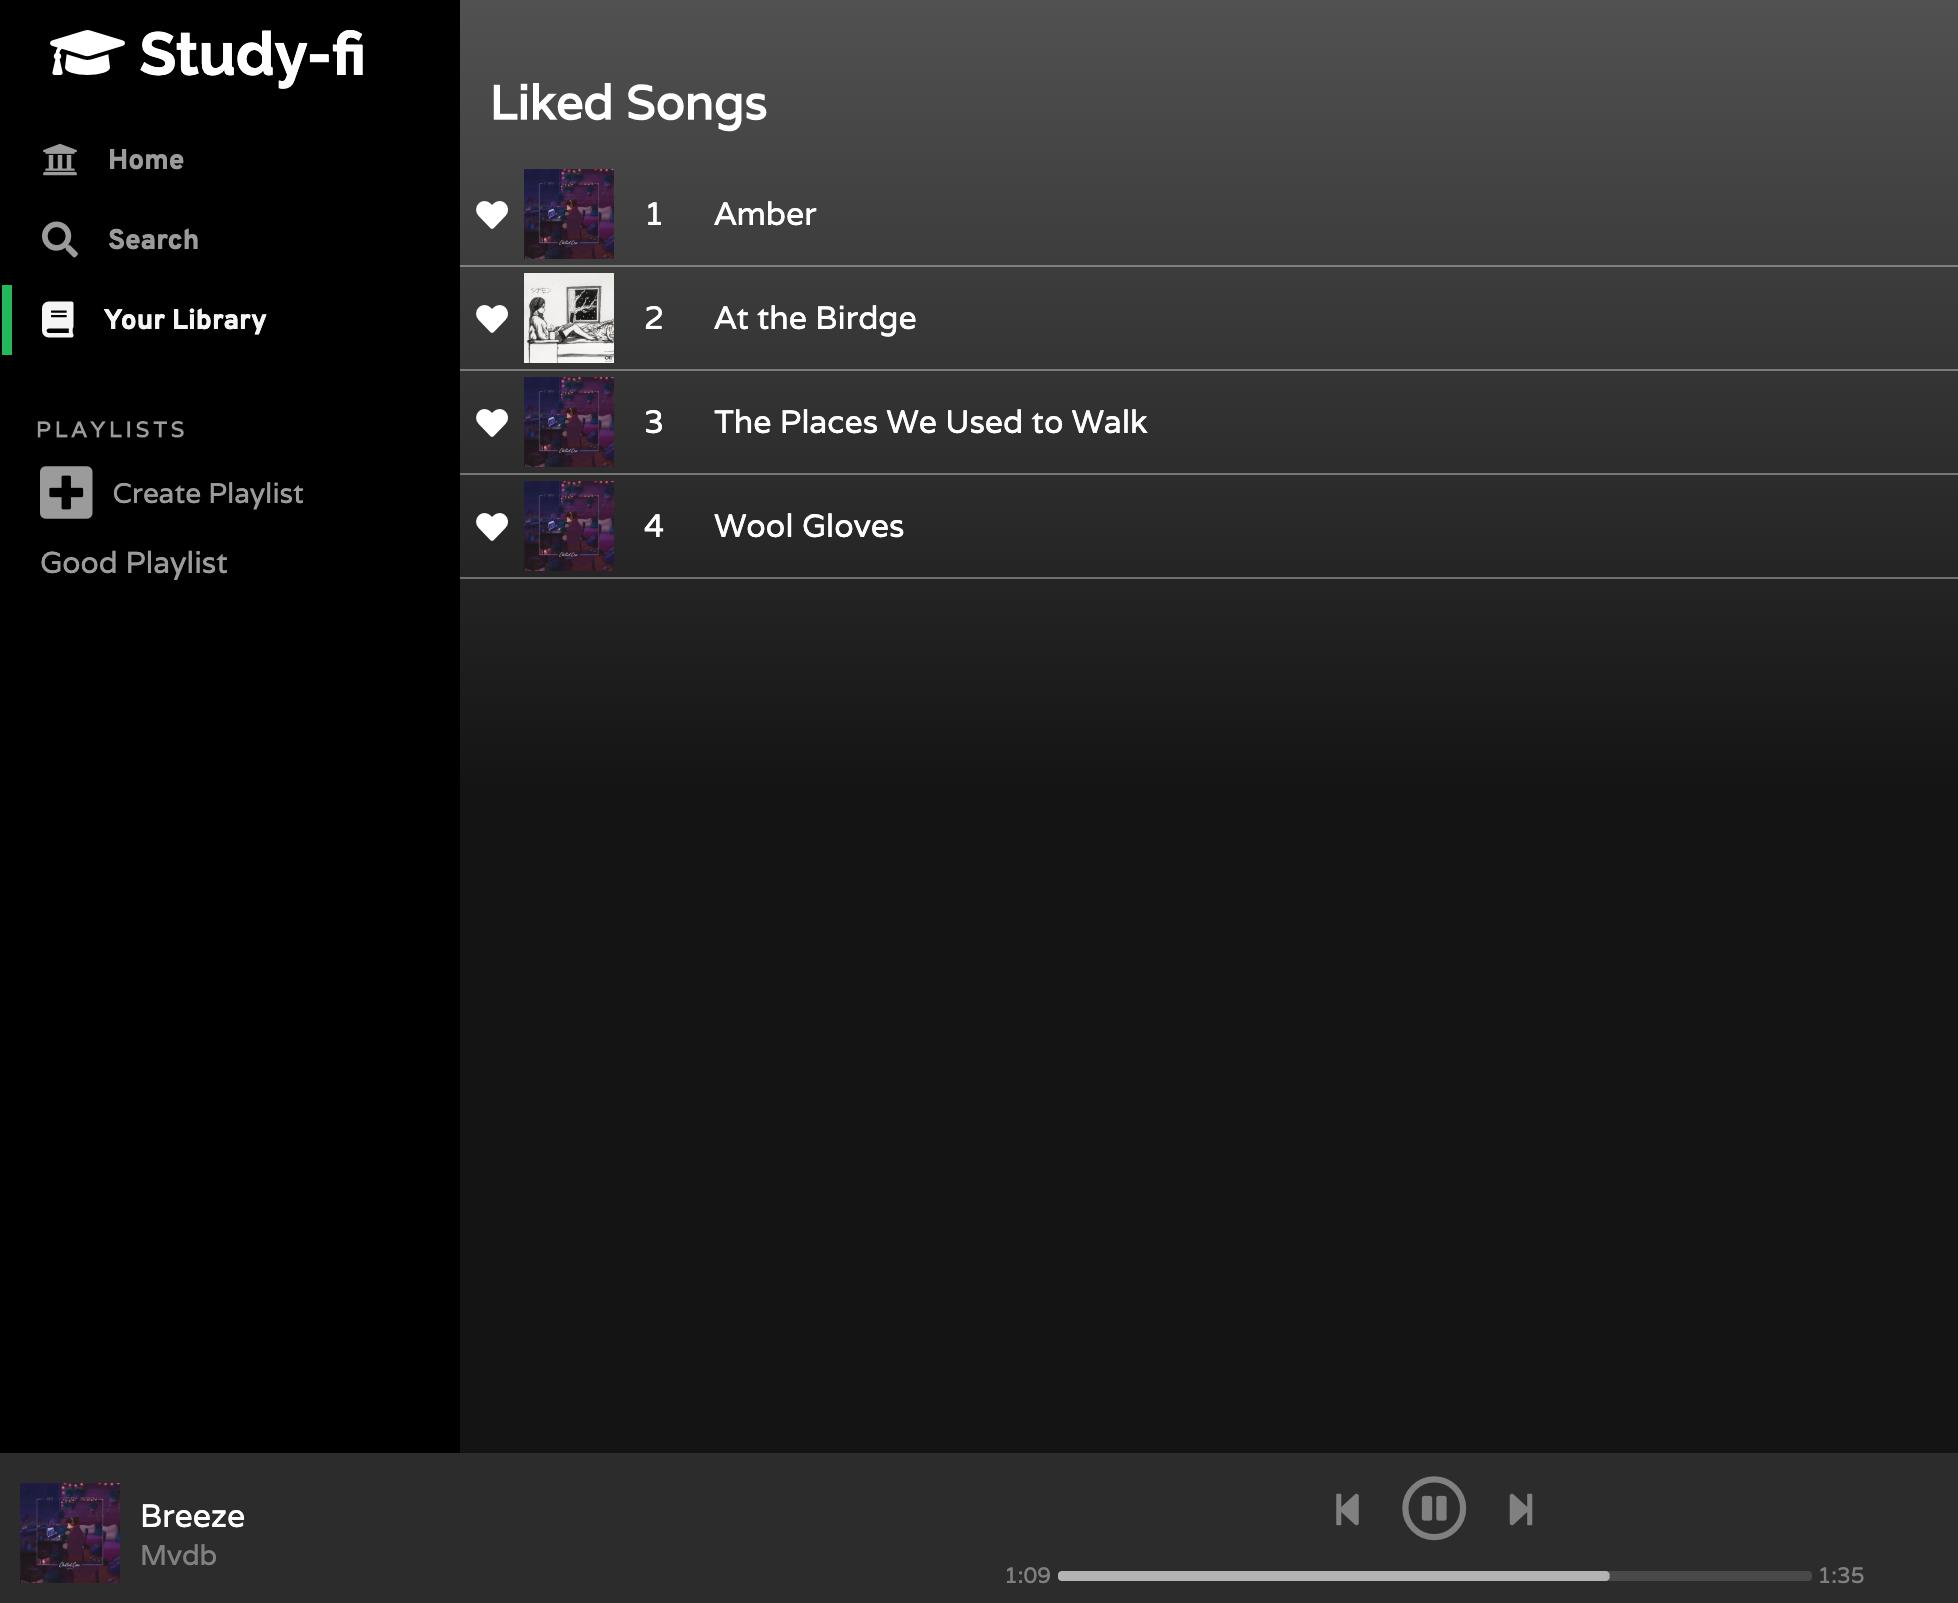 Study-fi
Home
Search
Your Library
PLAYLISTS
Create Playlist
Good Playlist
Liked Songs
1 Amber
2 At the Birdge
3 The Places We Used to Walk
4 Wool Gloves
Breeze
Mvdb
1:09 1:35